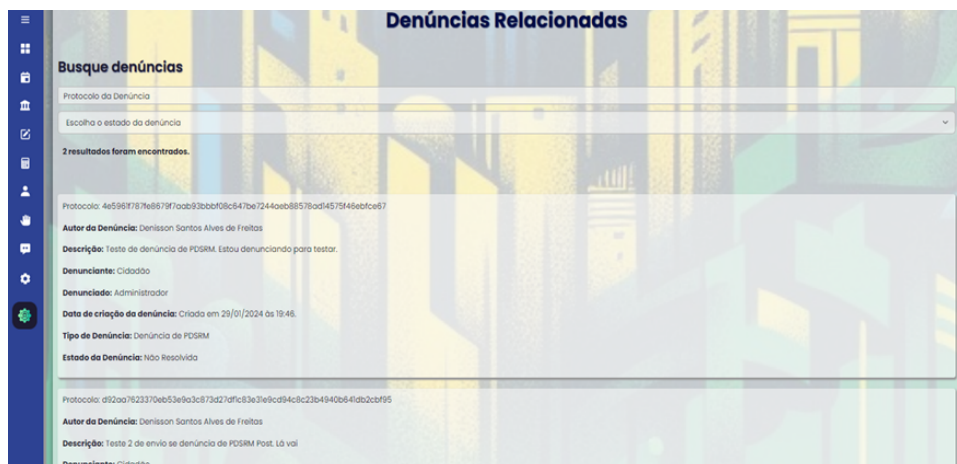 Denúncias Relacionadas
Busque denúncias
Protocolo da Denúncia
Escolha o estado da denúncia
2 resultados foram encontrados.
Protocolo: 4e5961f787fe8679f7aab93bbbf08c647be7244aeb88578ad14575f46ebfce67
Autor da Denúncia: Denisson Santos Alves de Freitas
Descrição: Teste de denúncia de PDSRM. Estou denunciando para testar.
Denunciante: Cidadão
Denunciado: Administrador
Data de criação da denúncia: Criada em 29/01/2024 às 19:46.
Tipo de Denúncia: Denúncia de PDSRM
Estado da Denúncia: Não Resolvida
Protocolo: d92aa7623370eb53e9a3c873d27df1c83e31e9cd94c8c23b4940b641db2cbf95
Autor da Denúncia: Denisson Santos Alves de Freitas
Descrição: Teste 2 de envio se denúncia de PDSRM Post. Lá vai
Denunciante: Cidadão